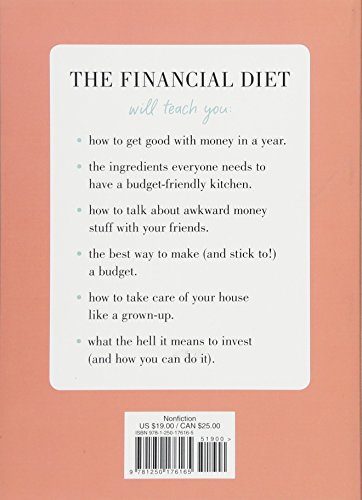 THE FINANCIAL DIET
will teach you:
• how to get good with money in a year.
• the ingredients everyone needs to
have a budget-friendly kitchen.
• how to talk about awkward money
stuff with your friends.
• the best way to make (and stick to!)
a budget.
• how to take care of your house
like a grown-up.
• what the hell it means to invest
(and how you can do it).
Nonfiction
US $19.00 / CAN $25.00
ISBN 978-1-250-17616-5
51900>
9 781250 176165